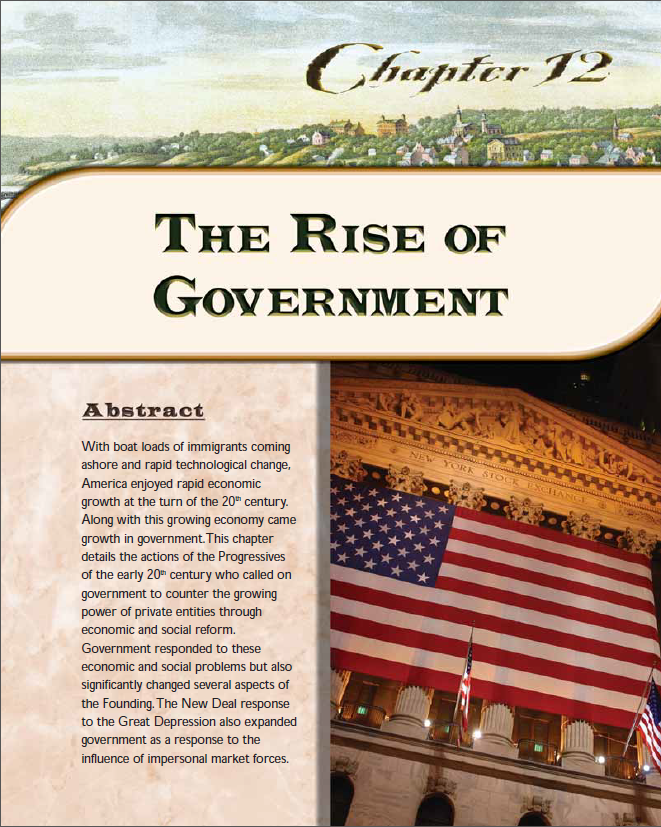 Chapter 12
The Rise of
Government
Abstract
With boat loads of immigrants coming
ashore and rapid technological change,
America enjoyed rapid economic
growth at the turn of the 20th century.
Along with this growing economy came
growth in government. This chapter
details the actions of the Progressives
of the early 20th century who called on
government to counter the growing
power of private entities through
economic and social reform.
Government responded to these
economic and social problems but also
significantly changed several aspects of
the Founding. The New Deal response
to the Great Depression also expanded
government as a response to the
influence of impersonal market forces.
NEW YORK STOCK EXCHANGE